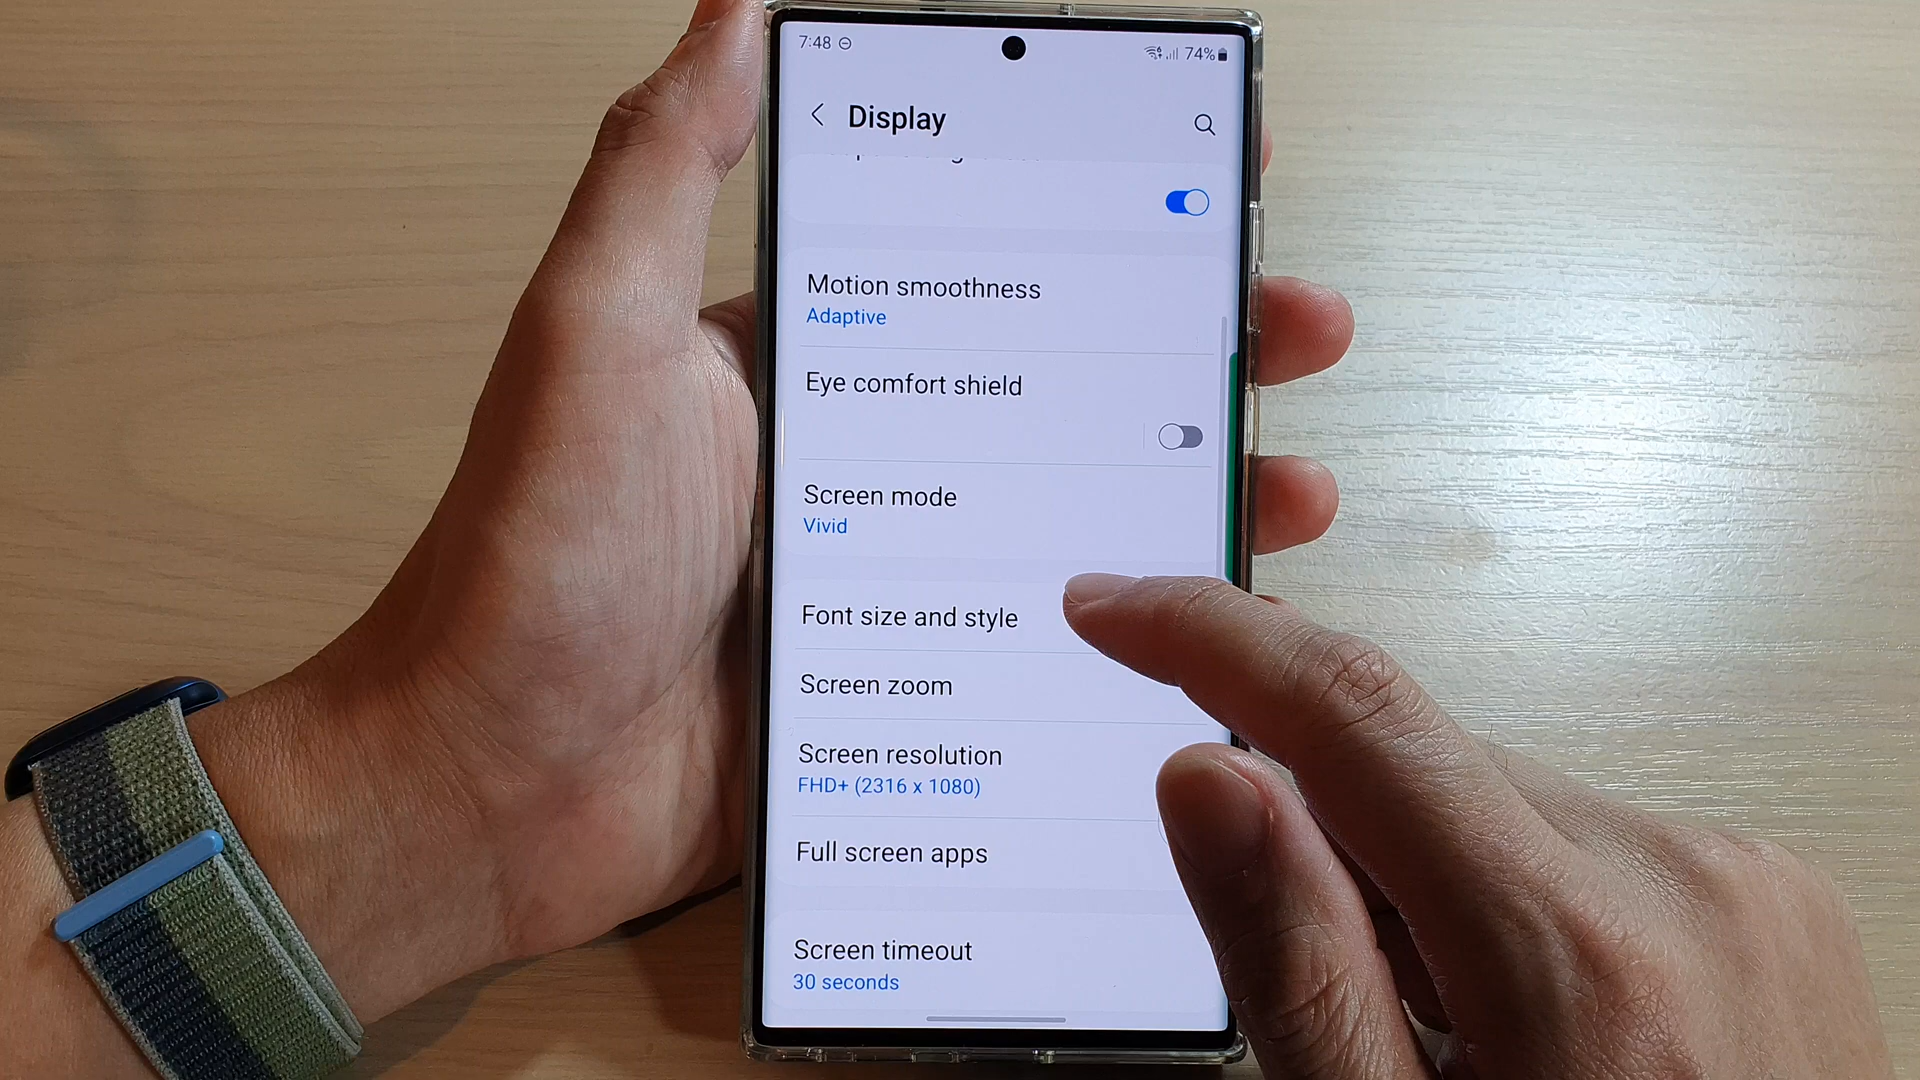 7:48
74%
Display
Motion smoothness
Adaptive
Eye comfort shield
Screen mode
Vivid
Font size and style
Screen zoom
Screen resolution
FHD+ (2316 x 1080)
Full screen apps
Screen timeout
30 seconds